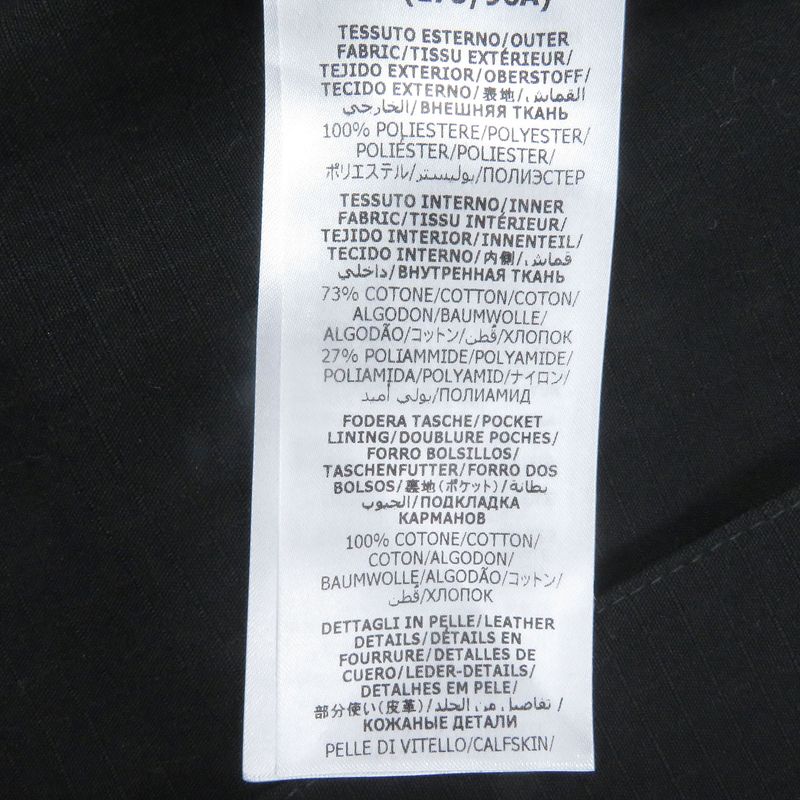 TESSUTO ESTERNO/OUTER
FABRIC/TISSU EXTÉRIEUR/
TEJIDO EXTERIOR/OBERSTOFF/
TECIDO EXTERNO/表地/القماش
الخارجي/ВНЕШНЯЯ ТКАНЬ
100% POLIESTERE/POLYESTER/
POLIÉSTER/POLIESTER/
ポリエステル/بوليستر/ПОЛИЭСТЕР
TESSUTO INTERNO/INNER
FABRIC/TISSU INTÉRIEUR/
TEJIDO INTERIOR/INNENTEIL/
TECIDO INTERNO/内側/قماش
داخلي/ВНУТРЕННАЯ ТКАНЬ
73% COTONE/COTTON/COTON/
ALGODON/BAUMWOLLE/
ALGODÃO/コットン/قُطن/ХЛОПОК
27% POLIAMMIDE/POLYAMIDE/
POLIAMIDA/POLYAMID/ナイロン/
بولي أميد/ПОЛИАМИД
FODERA TASCHE/POCKET
LINING/DOUBLURE POCHES/
FORRO BOLSILLOS/
TASCHENFUTTER/FORRO DOS
BOLSOS/裏地(ポケット)/بطانة
الجيوب/ПОДКЛАДКА
КАРМАНОВ
100% COTONE/COTTON/
COTON/ALGODON/
BAUMWOLLE/ALGODÃO/コットン/
قُطن/ХЛОПОК
DETTAGLI IN PELLE/LEATHER
DETAILS/DÉTAILS EN
FOURRURE/DETALLES DE
CUERO/LEDER-DETAILS/
DETALHES EM PELE/
部分使い(皮革)/تفاصيل من الجلد/
КОЖАНЫЕ ДЕТАЛИ
PELLE DI VITELLO/CALFSKIN/